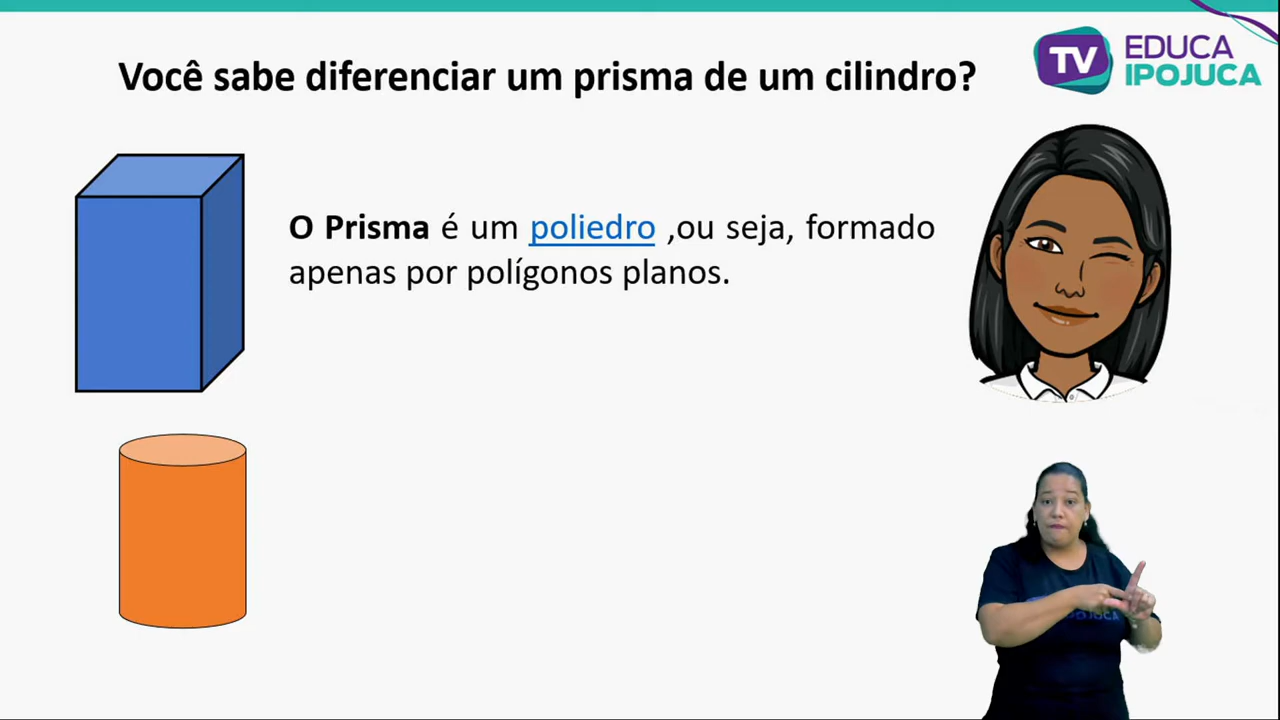 Você sabe diferenciar um prisma de um cilindro?
TV EDUCA
IPOJUCA
O Prisma é um poliedro ,ou seja, formado
apenas por polígonos planos.